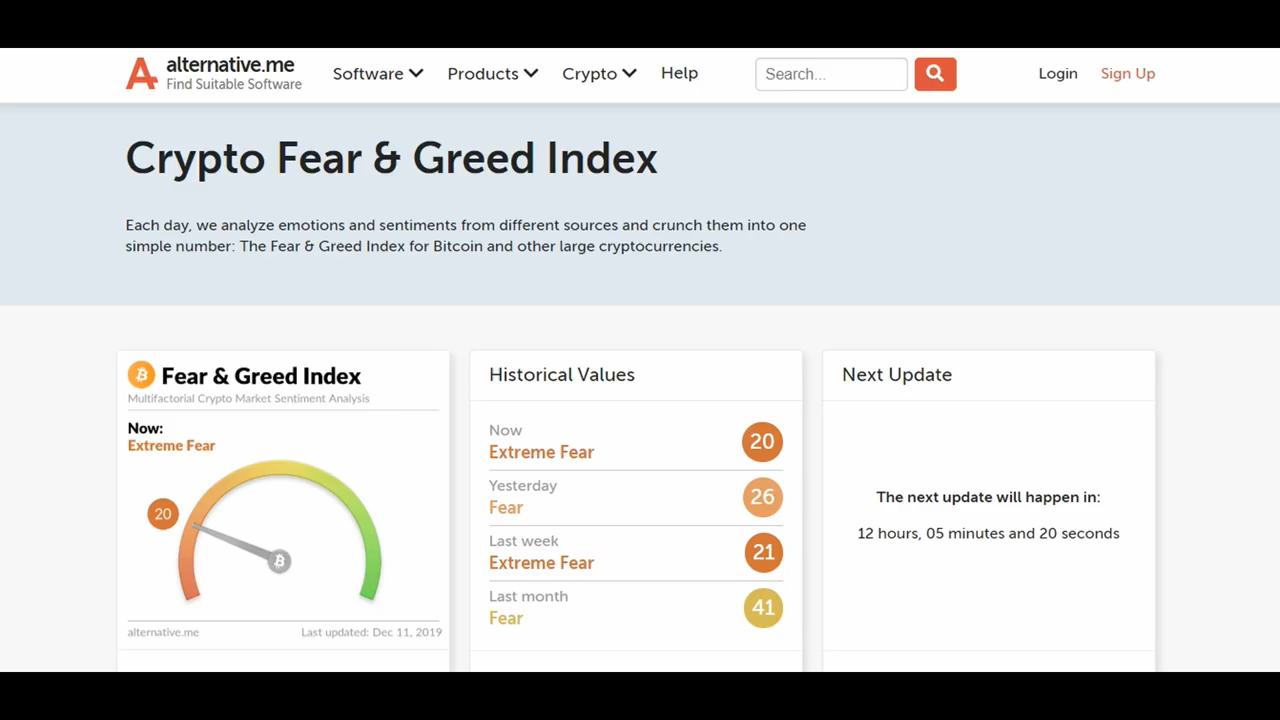 alternative.me
Find Suitable Software
Software
Products
Crypto
Help
Search...
Login
Sign Up
Crypto Fear & Greed Index
Each day, we analyze emotions and sentiments from different sources and crunch them into one
simple number: The Fear & Greed Index for Bitcoin and other large cryptocurrencies.
Fear & Greed Index
Multifactorial Crypto Market Sentiment Analysis
Now:
Extreme Fear
20
alternative.me
Last updated: Dec 11, 2019
Historical Values
Now
Extreme Fear
20
Yesterday
Fear
26
Last week
Extreme Fear
21
Last month
Fear
41
Next Update
The next update will happen in:
12 hours, 05 minutes and 20 seconds